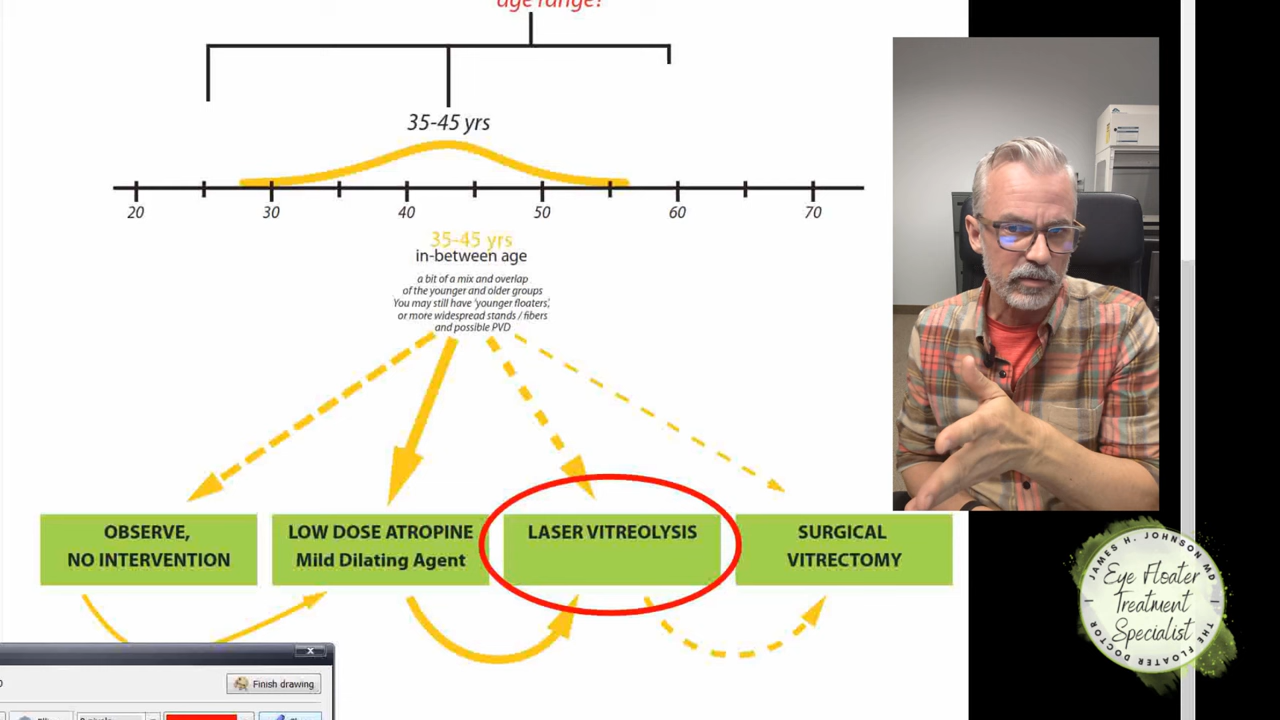 age range?
35-45 yrs
20 30 40 50 60 70
35-45 yrs
in-between age
a bit of a mix and overlap
of the younger and older groups
You may still have 'younger floaters',
or more widespread stands / fibers
and possible PVD
OBSERVE,
NO INTERVENTION
LOW DOSE ATROPINE
Mild Dilating Agent
LASER VITREOLYSIS
SURGICAL
VITRECTOMY
JAMES H. JOHNSON MD
Eye Floater
Treatment
Specialist
THE FLOATER DOCTOR
Finish drawing